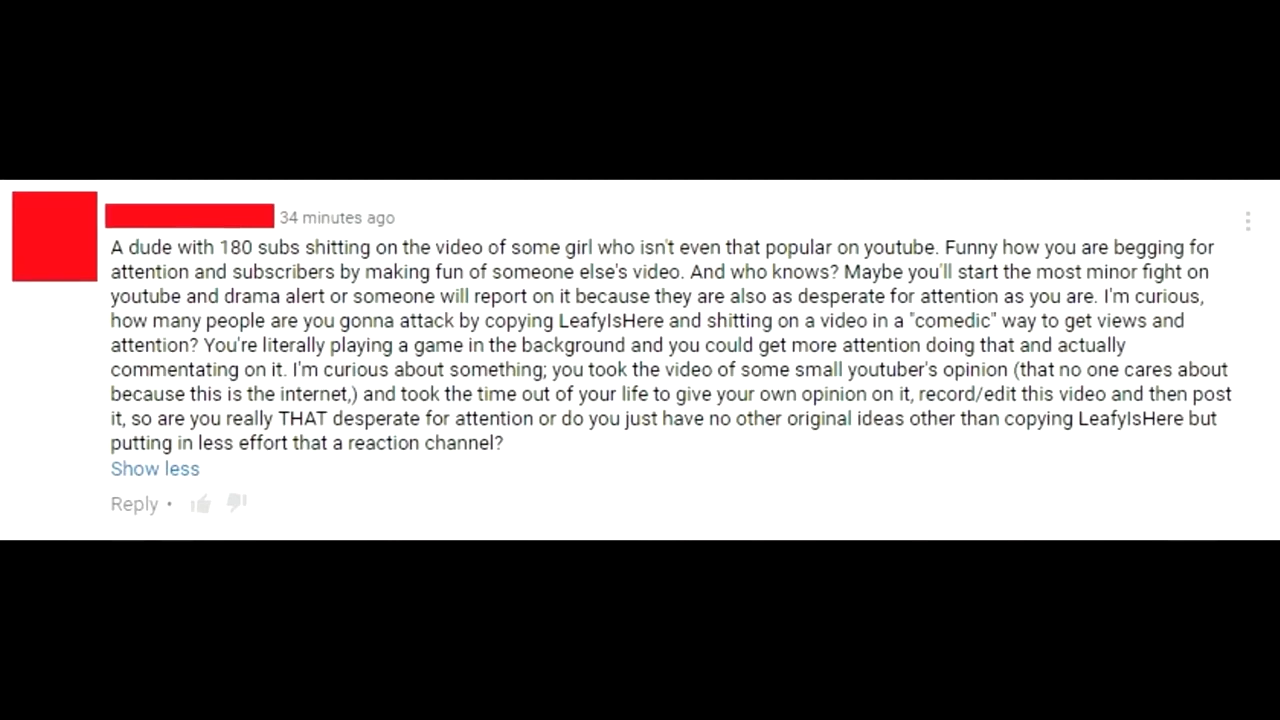 34 minutes ago
A dude with 180 subs shitting on the video of some girl who isn't even that popular on youtube. Funny how you are begging for
attention and subscribers by making fun of someone else's video. And who knows? Maybe you'll start the most minor fight on
youtube and drama alert or someone will report on it because they are also as desperate for attention as you are. I'm curious,
how many people are you gonna attack by copying LeafyIsHere and shitting on a video in a "comedic" way to get views and
attention? You're literally playing a game in the background and you could get more attention doing that and actually
commentating on it. I'm curious about something; you took the video of some small youtuber's opinion (that no one cares about
because this is the internet,) and took the time out of your life to give your own opinion on it, record/edit this video and then post
it, so are you really THAT desperate for attention or do you just have no other original ideas other than copying LeafyIsHere but
putting in less effort that a reaction channel?
Show less
Reply •